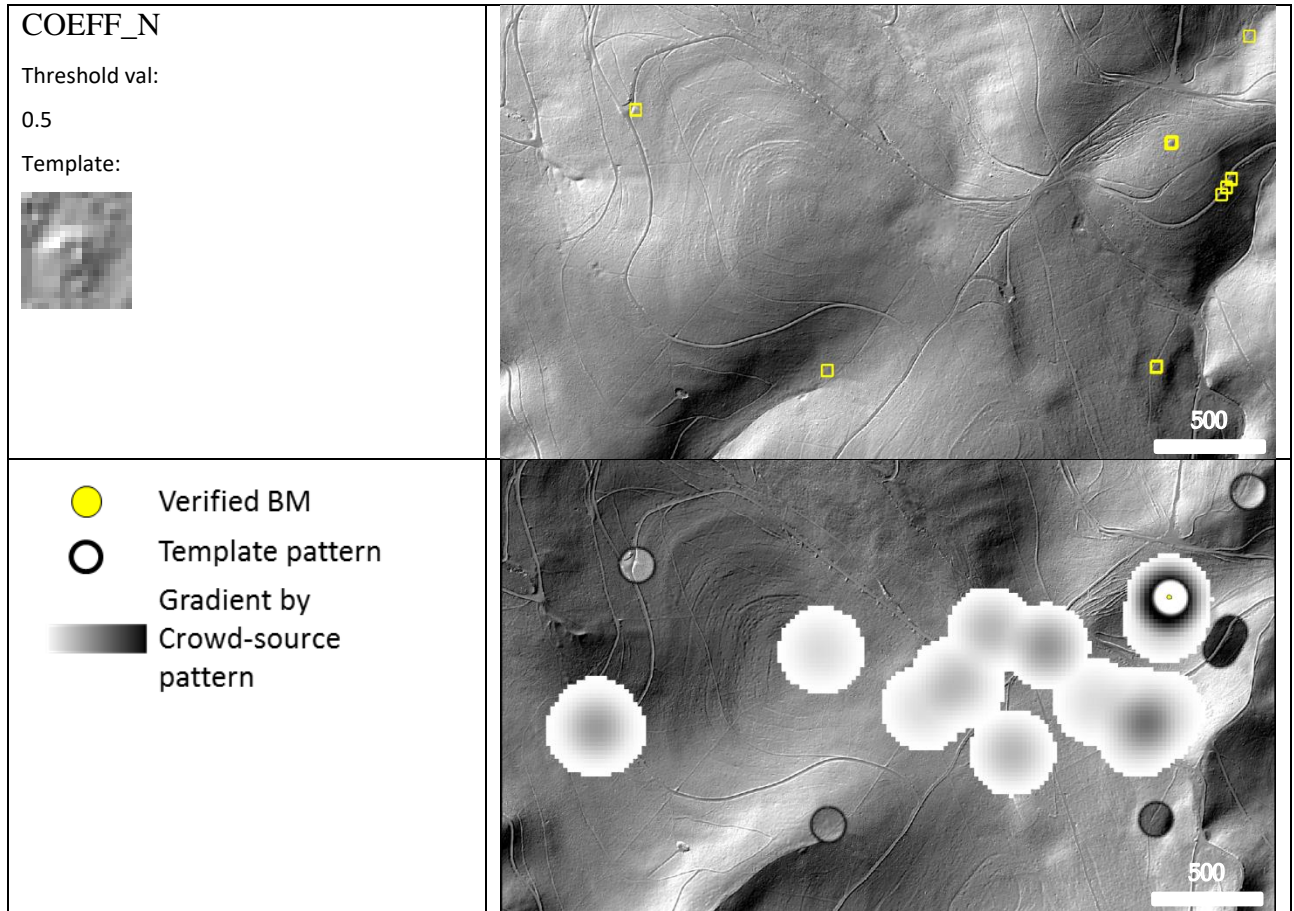 COEFF_N
Threshold val:
0.5
Template:
500
Verified BM
Template pattern
Gradient by
Crowd-source
pattern
500